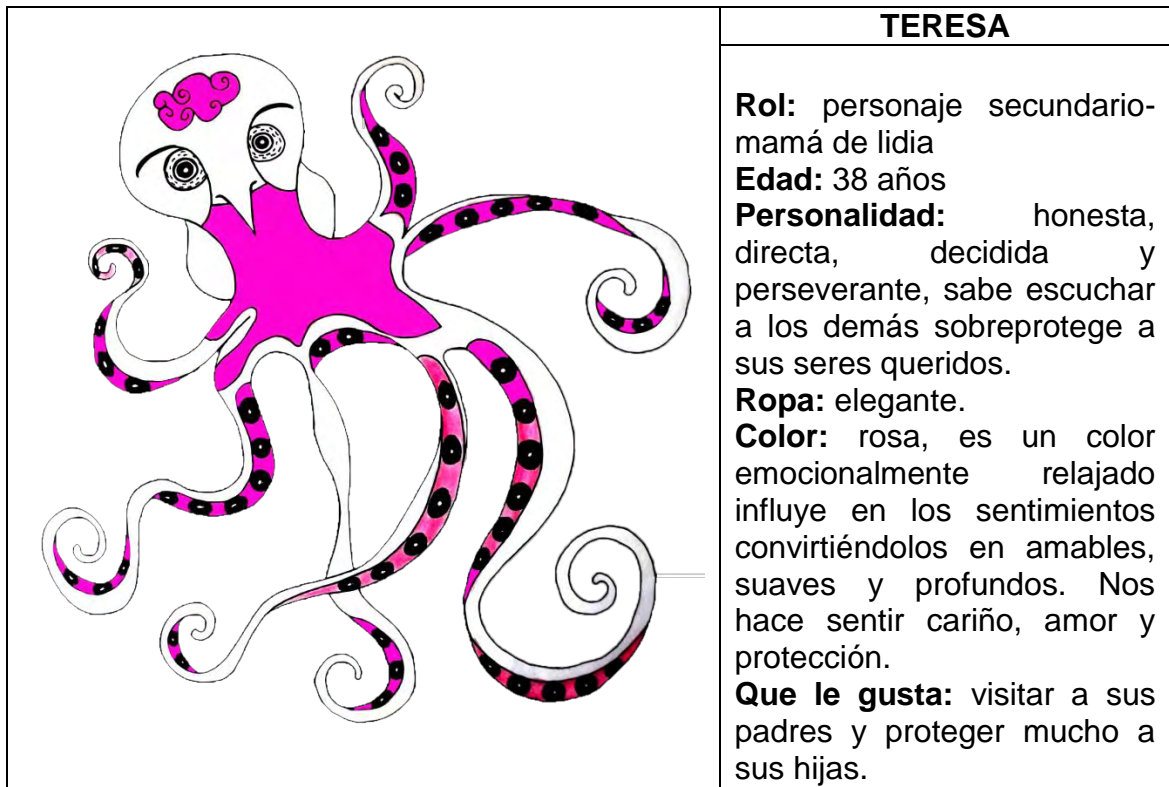 TERESA
Rol: personaje secundario-
mamá de lidia
Edad: 38 años
Personalidad: honesta,
directa, decidida y
perseverante, sabe escuchar
a los demás sobreprotege a
sus seres queridos.
Ropa: elegante.
Color: rosa, es un color
emocionalmente relajado
influye en los sentimientos
convirtiéndolos en amables,
suaves y profundos. Nos
hace sentir cariño, amor y
protección.
Que le gusta: visitar a sus
padres y proteger mucho a
sus hijas.